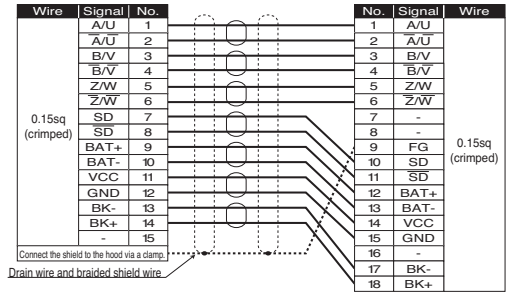 Wire Signal No. No. Signal Wire
A/U 1 1 A/U
A̅/U̅ 2 2 A̅/U̅
B/V 3 3 B/V
B̅/V̅ 4 4 B̅/V̅
Z/W 5 5 Z/W
Z̅/W̅ 6 6 Z̅/W̅
0.15sq SD 7 7 -
(crimped) S̅D̅ 8 8 - 0.15sq
BAT+ 9 9 FG (crimped)
BAT- 10 10 SD
VCC 11 11 S̅D̅
GND 12 12 BAT+
BK- 13 13 BAT-
BK+ 14 14 VCC
- 15 15 GND
Connect the shield to the hood via a clamp. 16 -
Drain wire and braided shield wire 17 BK-
18 BK+